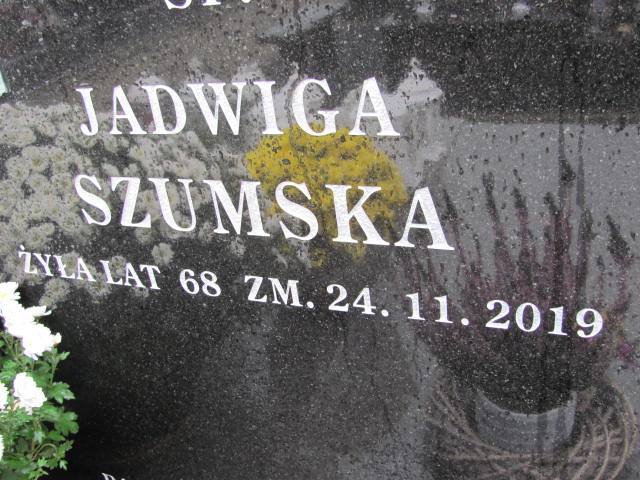 JADWIGA
SZUMSKA
ŻYŁA LAT 68 ZM. 24. 11. 2019